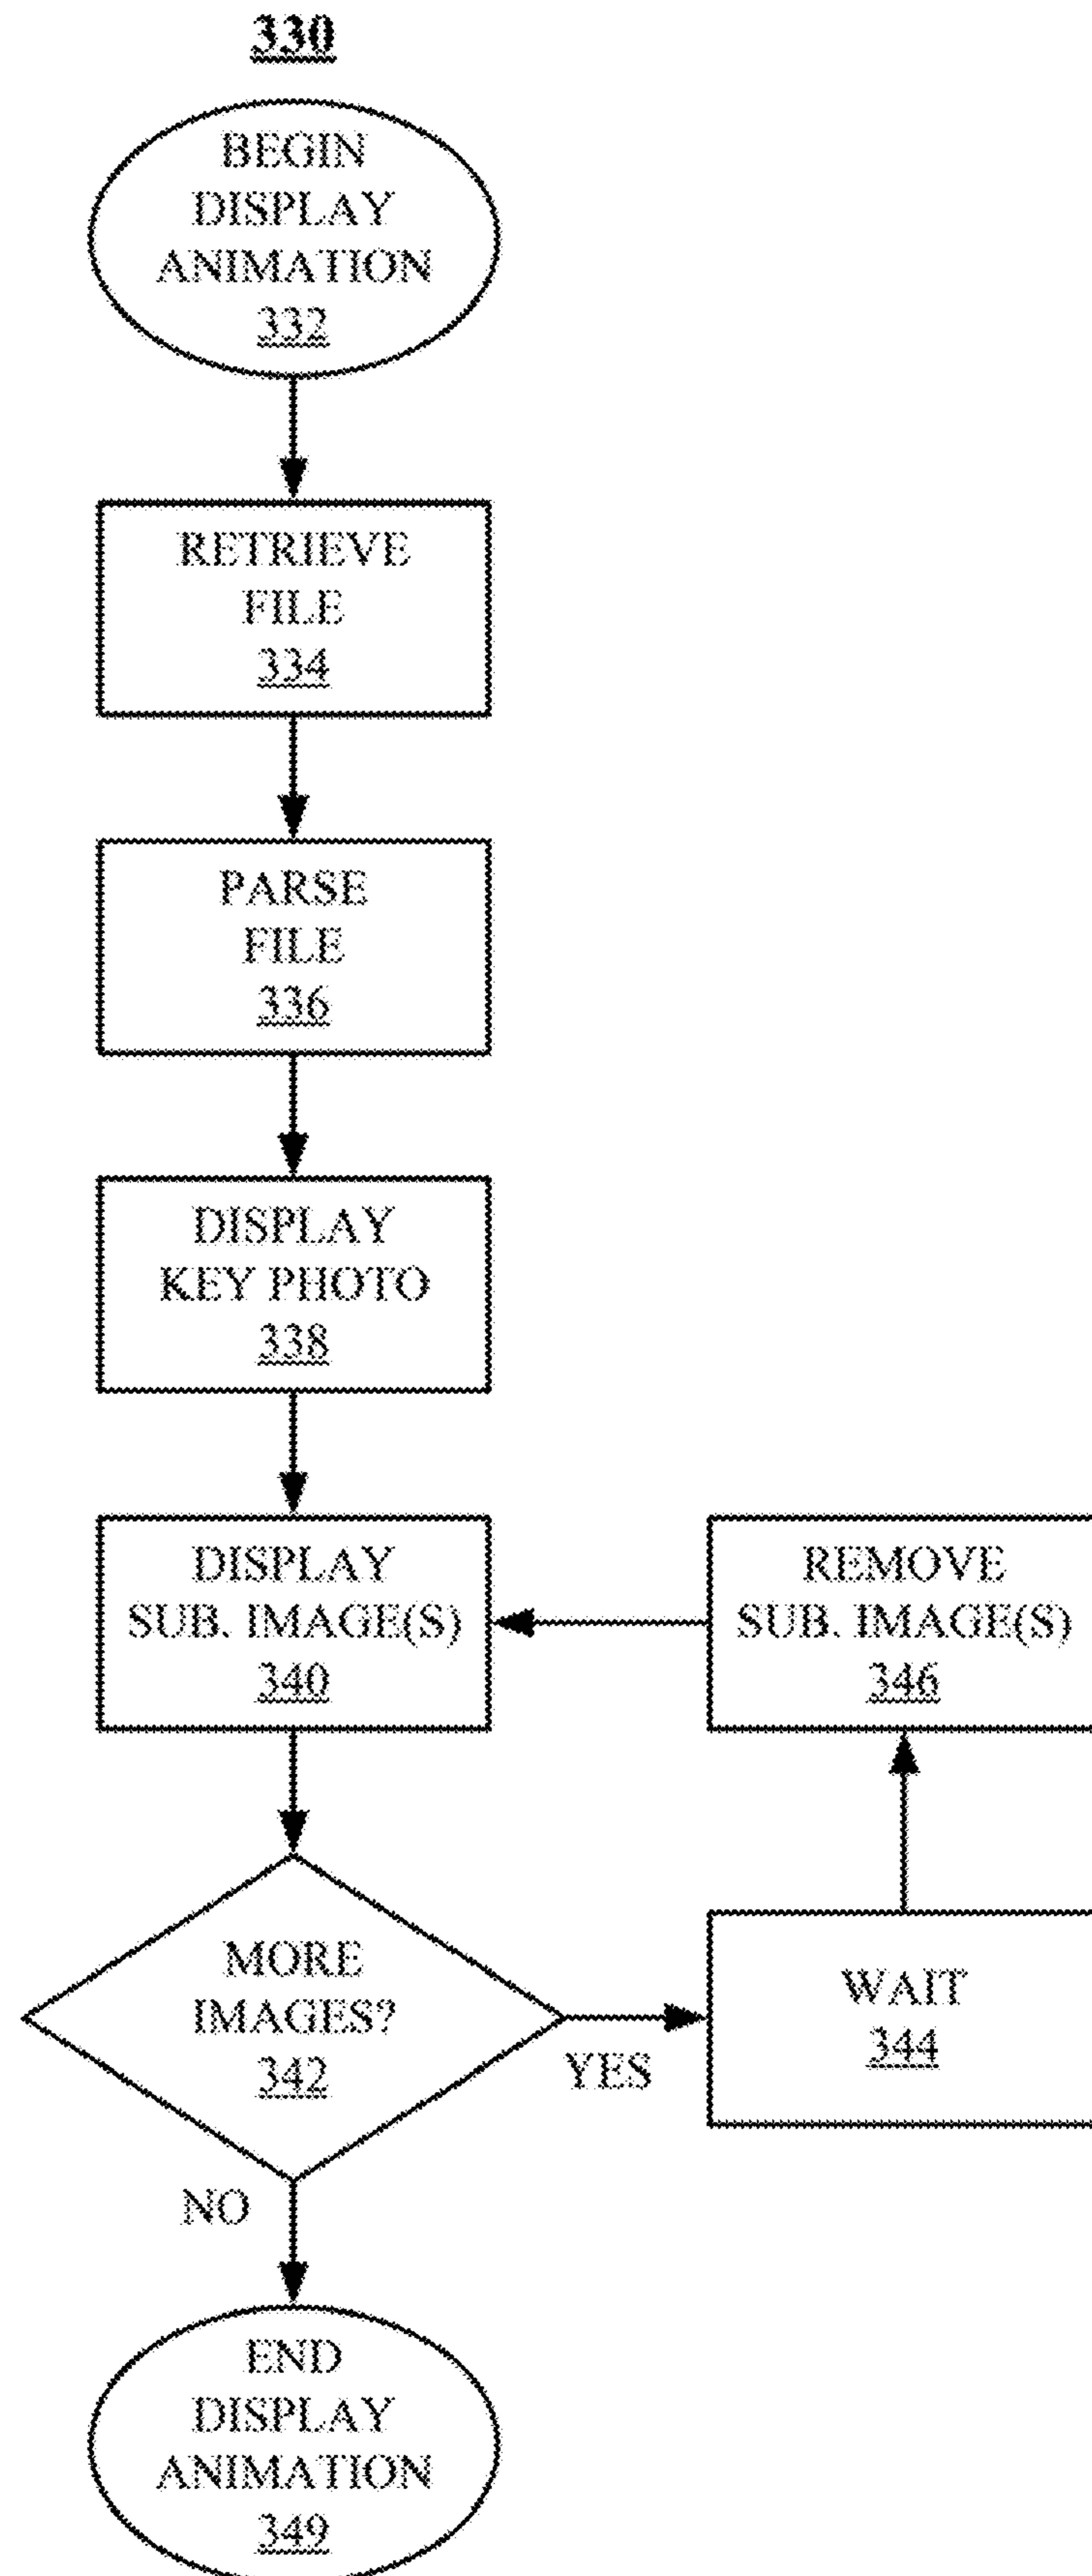 330
BEGIN
DISPLAY
ANIMATION
332
RETRIEVE
FILE
334
PARSE
FILE
336
DISPLAY
KEY PHOTO
338
DISPLAY
SUB. IMAGE(S)
340
REMOVE
SUB. IMAGE(S)
346
MORE
IMAGES?
342
YES
WAIT
344
NO
END
DISPLAY
ANIMATION
349